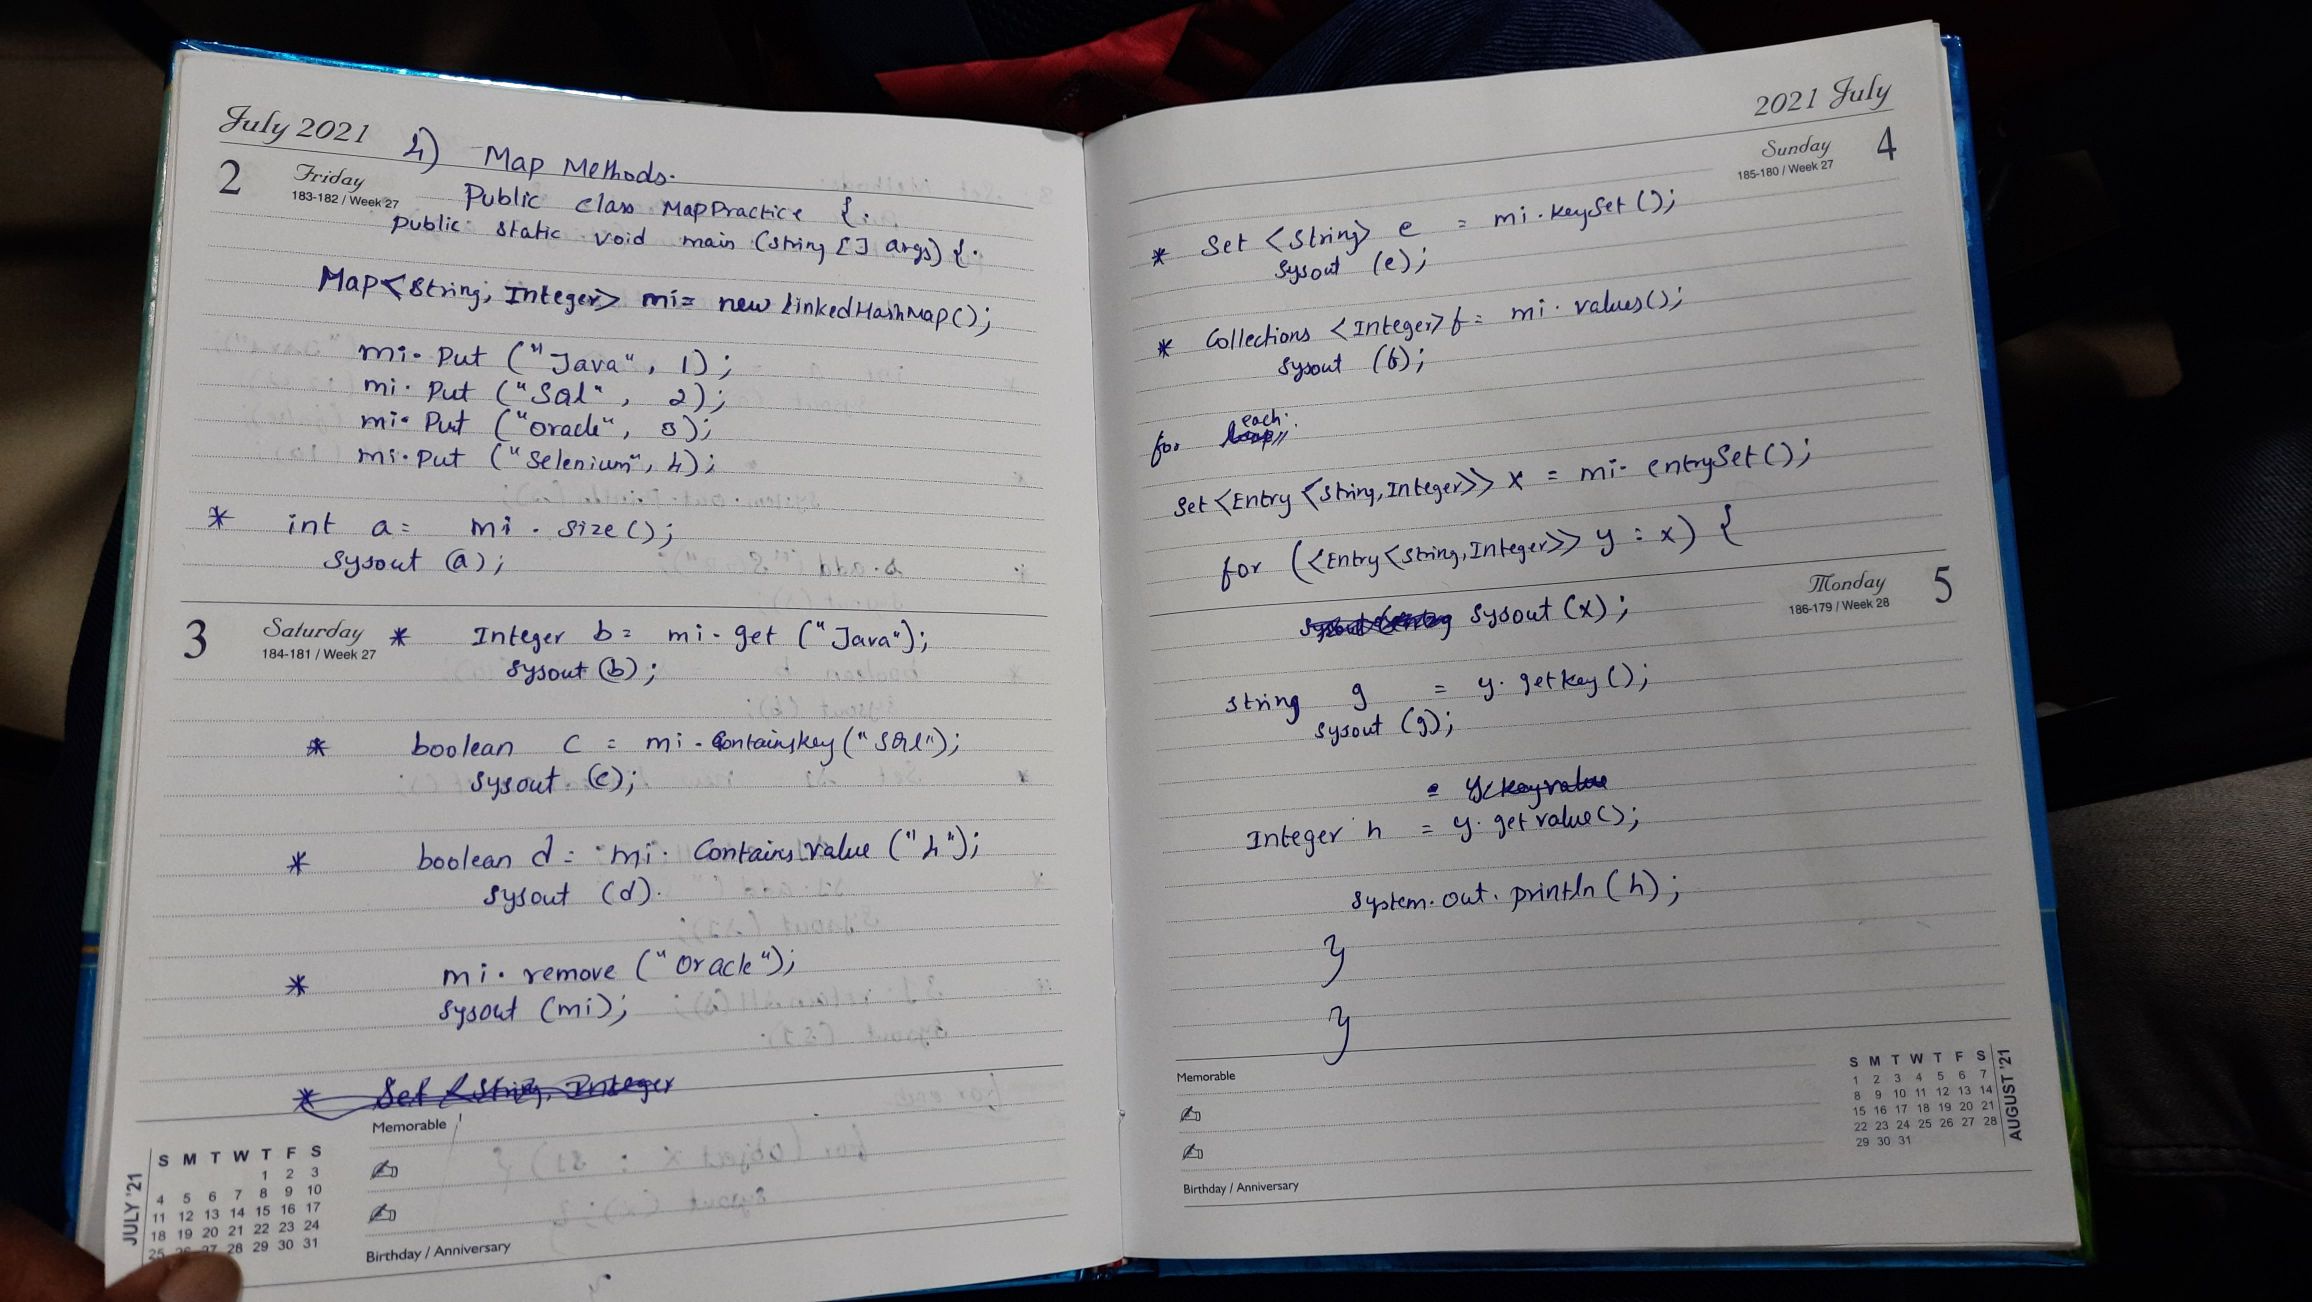 July 2021
4) Map Methods.
2 Friday
183-182 / Week 27
Public class MapPractice {.
public static void main (string [] args) {.
Map<String, Integer> mi= new LinkedHashMap();
mi. Put ("Java", 1);
mi. Put ("Sql", 2);
mi. Put ("oracle", 3);
mi. Put ("Selenium", 4);
* int a= mi . size();
sysout (a);
3 Saturday
184-181 / Week 27
* Integer b= mi. get ("Java");
sysout (b);
* boolean c = mi . Containskey ("SQL");
sysout (c);
* boolean d = mi. Contains value ("4");
sysout (d).
* mi. remove ("Oracle");
sysout (mi);
* Set <String, Integer
Memorable
Birthday / Anniversary
JULY '21
S M T W T F S
1 2 3
4 5 6 7 8 9 10
11 12 13 14 15 16 17
18 19 20 21 22 23 24
25 26 27 28 29 30 31
2021 July
Sunday 4
185-180 / Week 27
* Set <String> e = mi. keySet ();
sysout (e);
* Collections <Integer> f = mi. values();
sysout (f);
for each:
Set <Entry <String, Integer>> x = mi. entrySet ();
for (<Entry <String, Integer>> y : x) {
Monday 5
186-179 / Week 28
sysout (x);
string g = y. getkey ();
sysout (g);
= y. keyvalue
Integer h = y. getvalue();
System. out. println (h);
}
}
Memorable
Birthday / Anniversary
AUGUST '21
S M T W T F S
1 2 3 4 5 6 7
8 9 10 11 12 13 14
15 16 17 18 19 20 21
22 23 24 25 26 27 28
29 30 31